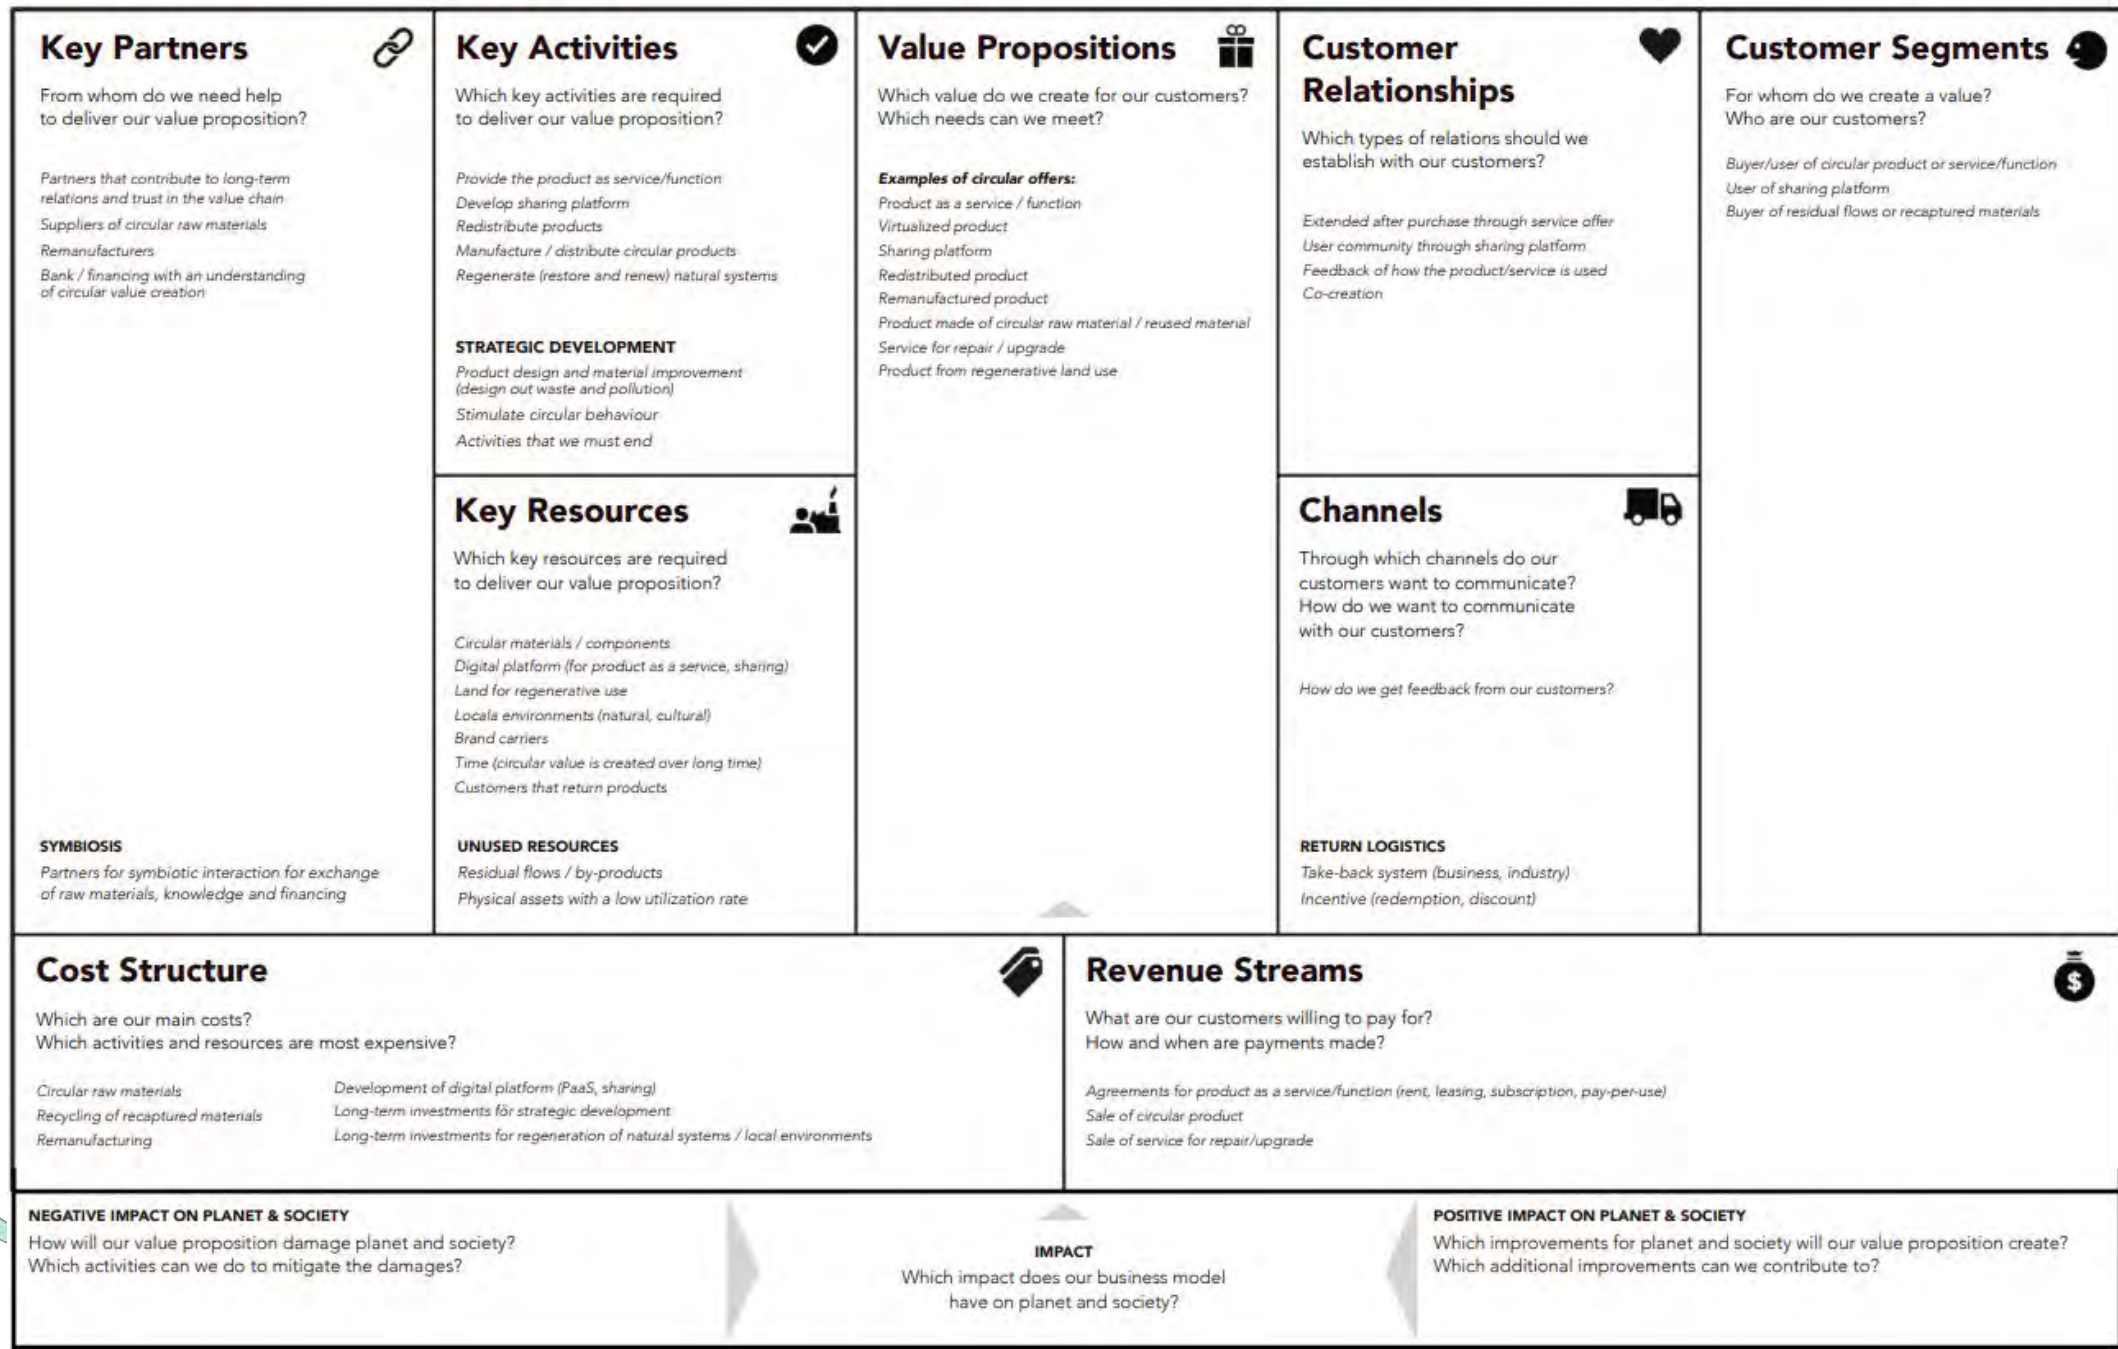 Key Partners
From whom do we need help
to deliver our value proposition?
Partners that contribute to long-term
relations and trust in the value chain
Suppliers of circular raw materials
Remanufacturers
Bank / financing with an understanding
of circular value creation
SYMBIOSIS
Partners for symbiotic interaction for exchange
of raw materials, knowledge and financing
Key Activities
Which key activities are required
to deliver our value proposition?
Provide the product as service/function
Develop sharing platform
Redistribute products
Manufacture / distribute circular products
Regenerate (restore and renew) natural systems
STRATEGIC DEVELOPMENT
Product design and material improvement
(design out waste and pollution)
Stimulate circular behaviour
Activities that we must end
Key Resources
Which key resources are required
to deliver our value proposition?
Circular materials / components
Digital platform (for product as a service, sharing)
Land for regenerative use
Locala environments (natural, cultural)
Brand carriers
Time (circular value is created over long time)
Customers that return products
UNUSED RESOURCES
Residual flows / by-products
Physical assets with a low utilization rate
Value Propositions
Which value do we create for our customers?
Which needs can we meet?
Examples of circular offers:
Product as a service / function
Virtualized product
Sharing platform
Redistributed product
Remanufactured product
Product made of circular raw material / reused material
Service for repair / upgrade
Product from regenerative land use
Customer
Relationships
Which types of relations should we
establish with our customers?
Extended after purchase through service offer
User community through sharing platform
Feedback of how the product/service is used
Co-creation
Channels
Through which channels do our
customers want to communicate?
How do we want to communicate
with our customers?
How do we get feedback from our customers?
RETURN LOGISTICS
Take-back system (business, industry)
Incentive (redemption, discount)
Customer Segments
For whom do we create a value?
Who are our customers?
Buyer/user of circular product or service/function
User of sharing platform
Buyer of residual flows or recaptured materials
Cost Structure
Which are our main costs?
Which activities and resources are most expensive?
Circular raw materials
Recycling of recaptured materials
Remanufacturing
Development of digital platform (PaaS, sharing)
Long-term investments för strategic development
Long-term investments for regeneration of natural systems / local environments
Revenue Streams
$
What are our customers willing to pay for?
How and when are payments made?
Agreements for product as a service/function (rent, leasing, subscription, pay-per-use)
Sale of circular product
Sale of service for repair/upgrade
NEGATIVE IMPACT ON PLANET & SOCIETY
How will our value proposition damage planet and society?
Which activities can we do to mitigate the damages?
IMPACT
Which impact does our business model
have on planet and society?
POSITIVE IMPACT ON PLANET & SOCIETY
Which improvements for planet and society will our value proposition create?
Which additional improvements can we contribute to?